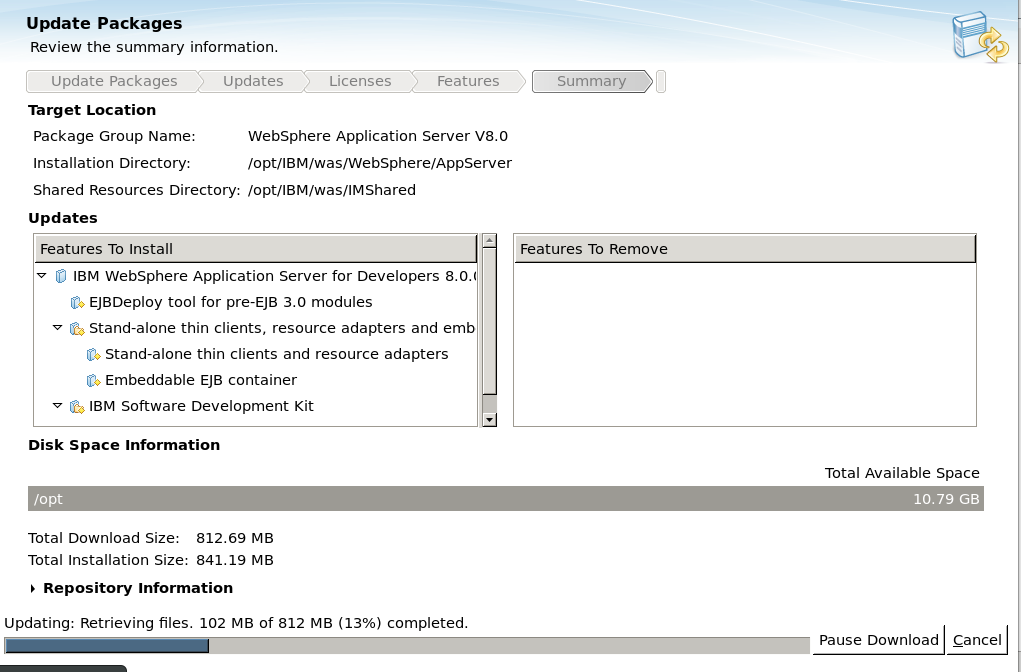 Update Packages
Review the summary information.
Update Packages Updates Licenses Features Summary
Target Location
Package Group Name: WebSphere Application Server V8.0
Installation Directory: /opt/IBM/was/WebSphere/AppServer
Shared Resources Directory: /opt/IBM/was/IMShared
Updates
Features To Install Features To Remove
IBM WebSphere Application Server for Developers 8.0.
EJBDeploy tool for pre-EJB 3.0 modules
Stand-alone thin clients, resource adapters and emb
Stand-alone thin clients and resource adapters
Embeddable EJB container
IBM Software Development Kit
Disk Space Information
Total Available Space
/opt 10.79 GB
Total Download Size: 812.69 MB
Total Installation Size: 841.19 MB
Repository Information
Updating: Retrieving files. 102 MB of 812 MB (13%) completed.
Pause Download Cancel